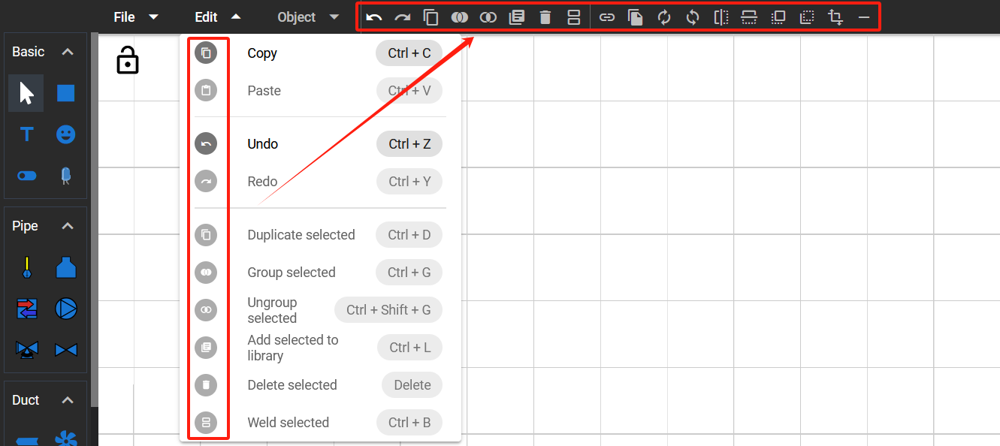 File
Edit
Object
Basic
T
Pipe
Duct
Copy
Ctrl + C
Paste
Ctrl + V
Undo
Ctrl + Z
Redo
Ctrl + Y
Duplicate selected
Ctrl + D
Group selected
Ctrl + G
Ungroup
selected
Ctrl + Shift + G
Add selected to
library
Ctrl + L
Delete selected
Delete
Weld selected
Ctrl + B